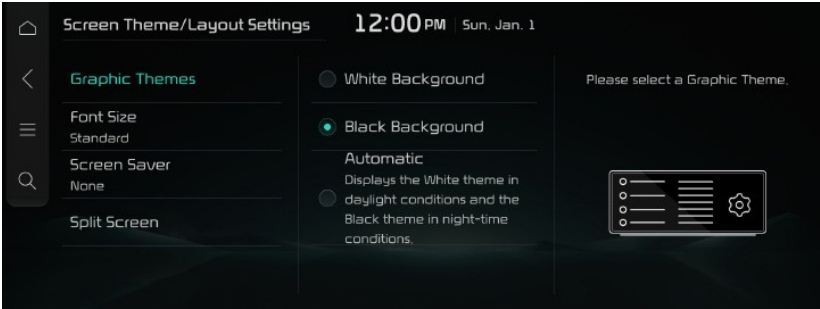 Screen Theme/Layout Settings
12:00 PM Sun, Jan. 1
Graphic Themes
Font Size
Standard
Screen Saver
None
Split Screen
White Background
Black Background
Automatic
Displays the White theme in
daylight conditions and the
Black theme in night-time
conditions.
Please select a Graphic Theme.